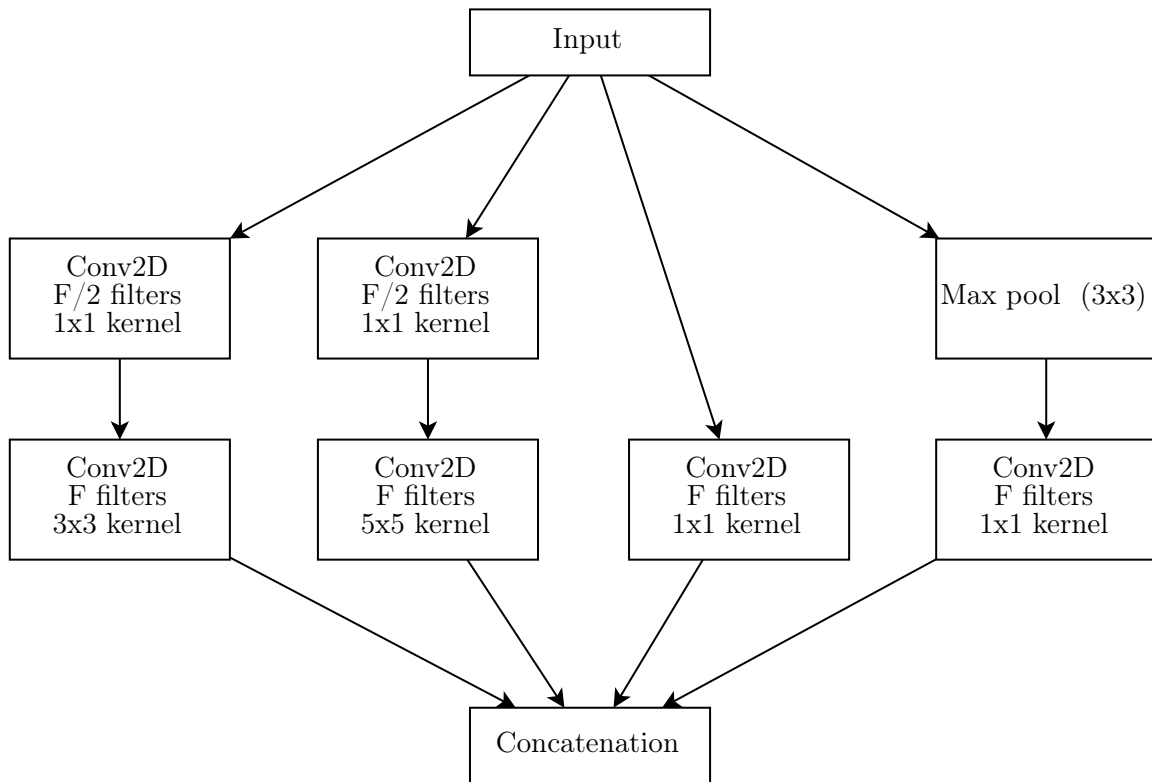 Input
Conv2D
F/2 filters
1x1 kernel
Conv2D
F/2 filters
1x1 kernel
Max pool (3x3)
Conv2D
F filters
3x3 kernel
Conv2D
F filters
5x5 kernel
Conv2D
F filters
1x1 kernel
Conv2D
F filters
1x1 kernel
Concatenation